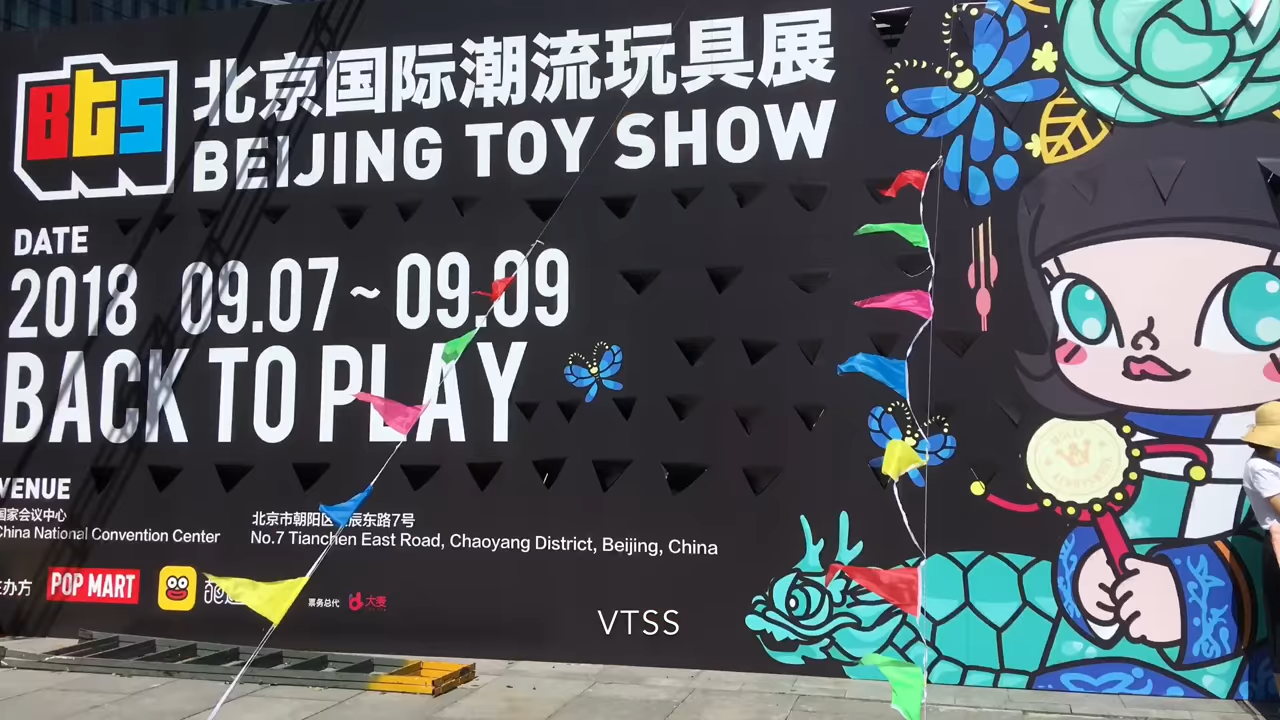 BTS
北京国际潮流玩具展
BEIJING TOY SHOW
DATE
2018 09.07~09.09
BACK TO PLAY
VENUE
国家会议中心
China National Convention Center
北京市朝阳区 辰东路7号
No.7 Tianchen East Road, Chaoyang District, Beijing, China
主办方
POP MART
票务总代
大麦
VTSS